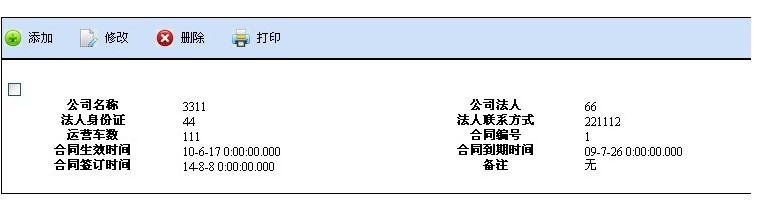 添加 修改 删除 打印
公司名称 3311 公司法人 66
法人身份证 44 法人联系方式 221112
运营车数 111 合同编号 1
合同生效时间 10-6-17 0:00:00.000 合同到期时间 09-7-26 0:00:00.000
合同签订时间 14-8-8 0:00:00.000 备注 无